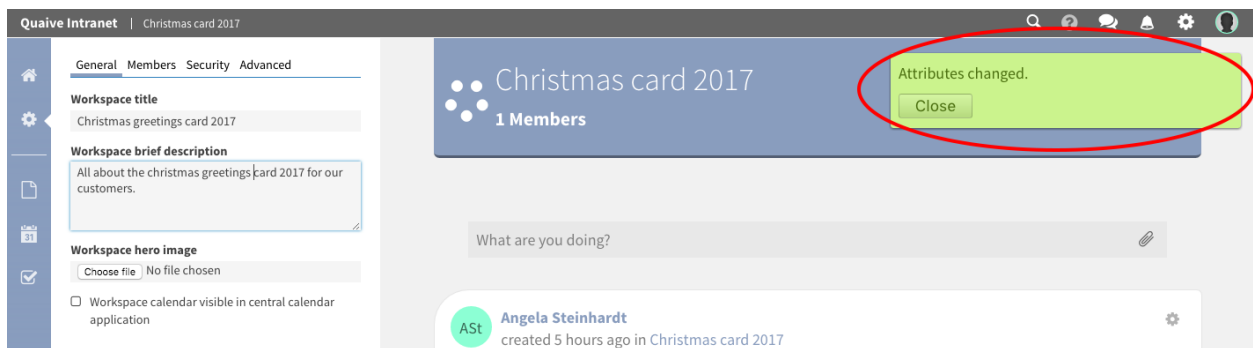 Quaive Intranet | Christmas card 2017
General Members Security Advanced
Workspace title
Christmas greetings card 2017
Workspace brief description
All about the christmas greetings card 2017 for our
customers.
Workspace hero image
Choose file No file chosen
Workspace calendar visible in central calendar
application
31
Christmas card 2017
1 Members
Attributes changed.
Close
What are you doing?
ASt
Angela Steinhardt
created 5 hours ago in Christmas card 2017